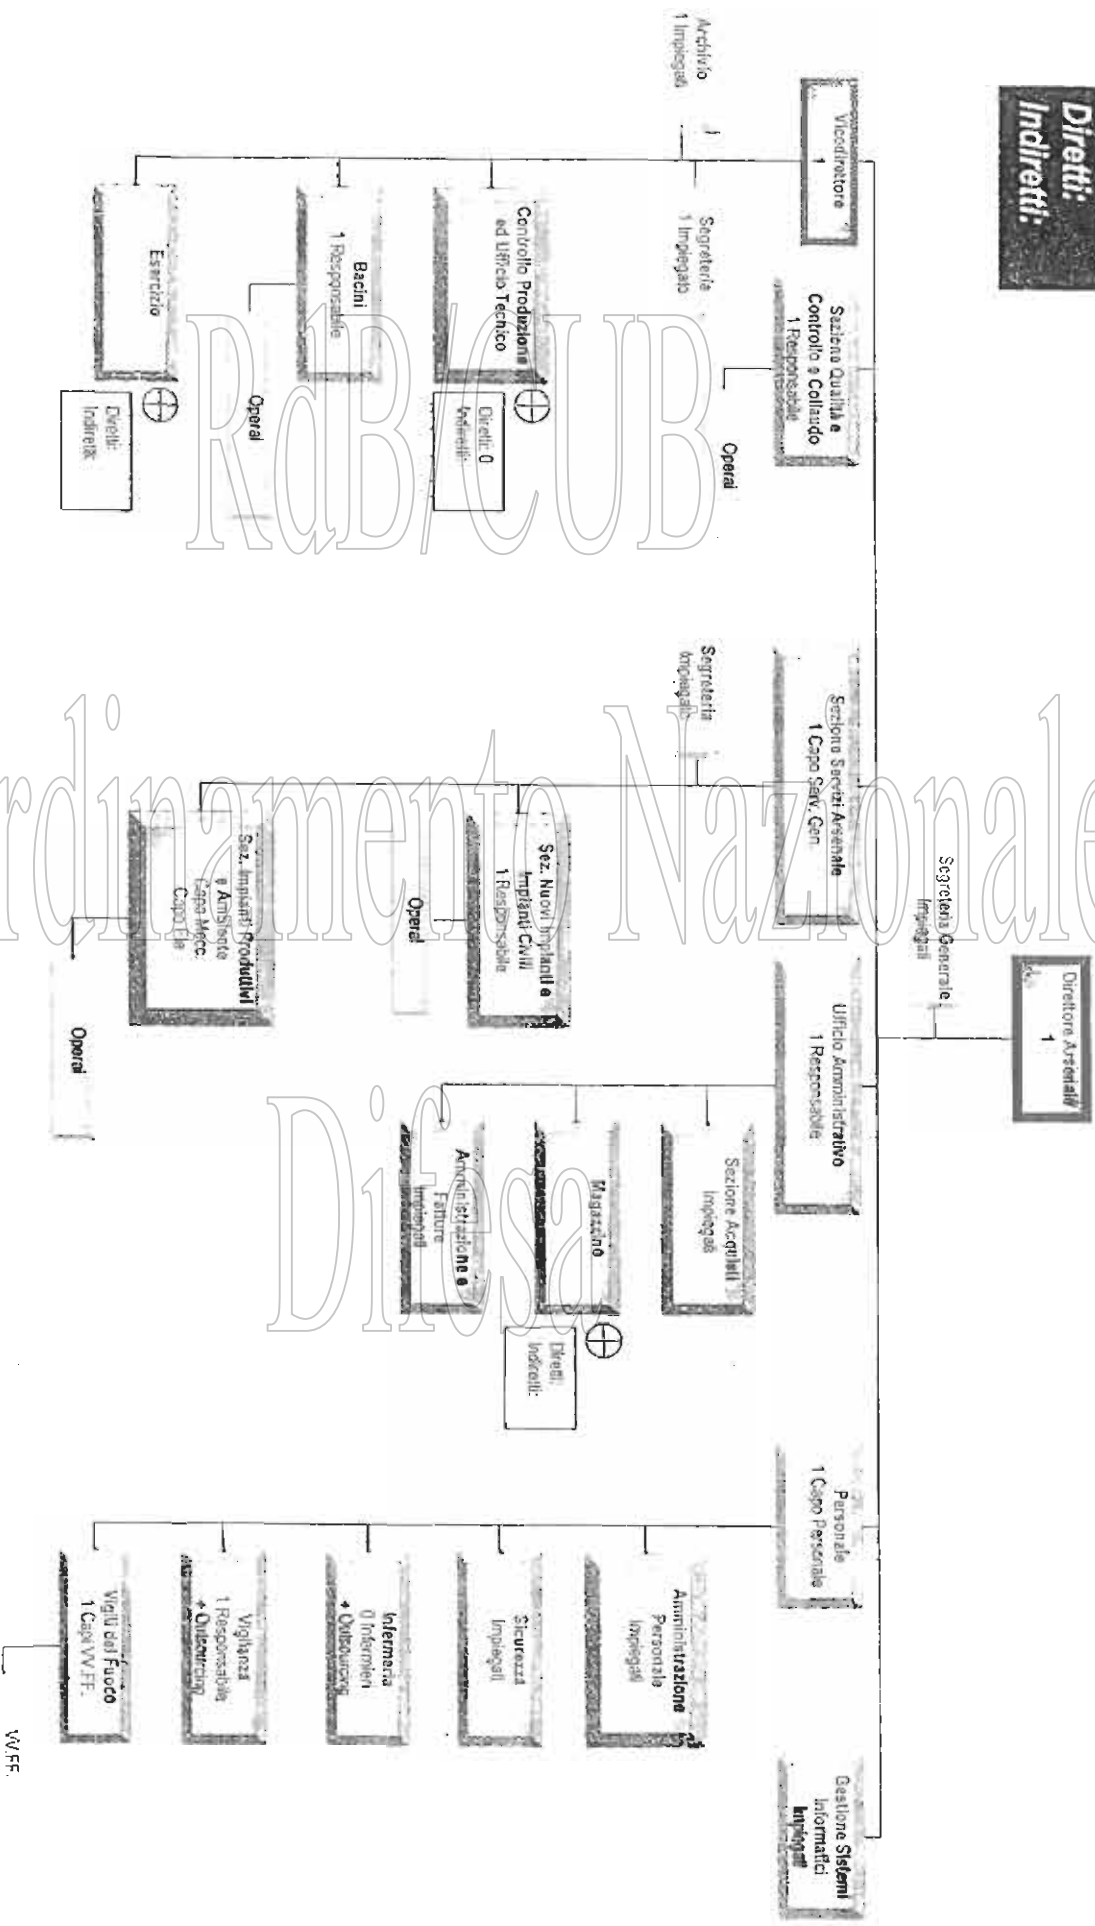 Diretti:
Indiretti:
Direttore Arsenale
1
Segreteria Generale
Impiegati
Vicedirettore
1
Archivio
1 Impiegati
Segreteria
1 Impiegato
Controllo Produzione
ed Ufficio Tecnico
Diretti: 0
Indiretti:
Bacini
1 Responsabile
Operai
Esercizio
Diretti:
Indiretti:
Sezione Qualità e
Controllo e Collaudo
1 Responsabile
Operai
Sezione Servizi Arsenale
1 Capo Serv. Gen
Segreteria
Impiegato
Sez. Nuovi Impianti e
Impianti Civili
1 Responsabile
Operai
Sez. Impianti Produttivi
e Ambiente
Capo Mecc.
Capo Ele
Operai
Ufficio Amministrativo
1 Responsabile
Sezione Acquisti
Impiegati
Magazzino
Diretti:
Indiretti:
Amministrazione e
Fatture
Impiegati
Personale
1 Capo Personale
Amministrazione
Personale
Impiegati
Sicurezza
Impiegati
Infermeria
0 Infermieri
+ Outsourcing
Vigilanza
1 Responsabile
+ Outsourcing
Vigili del Fuoco
1 Capi VV.FF.
VV.FF.
Gestione Sistemi
Informatici
Impiegati
RdB/CUB
rdinamento Nazionale
Difesa